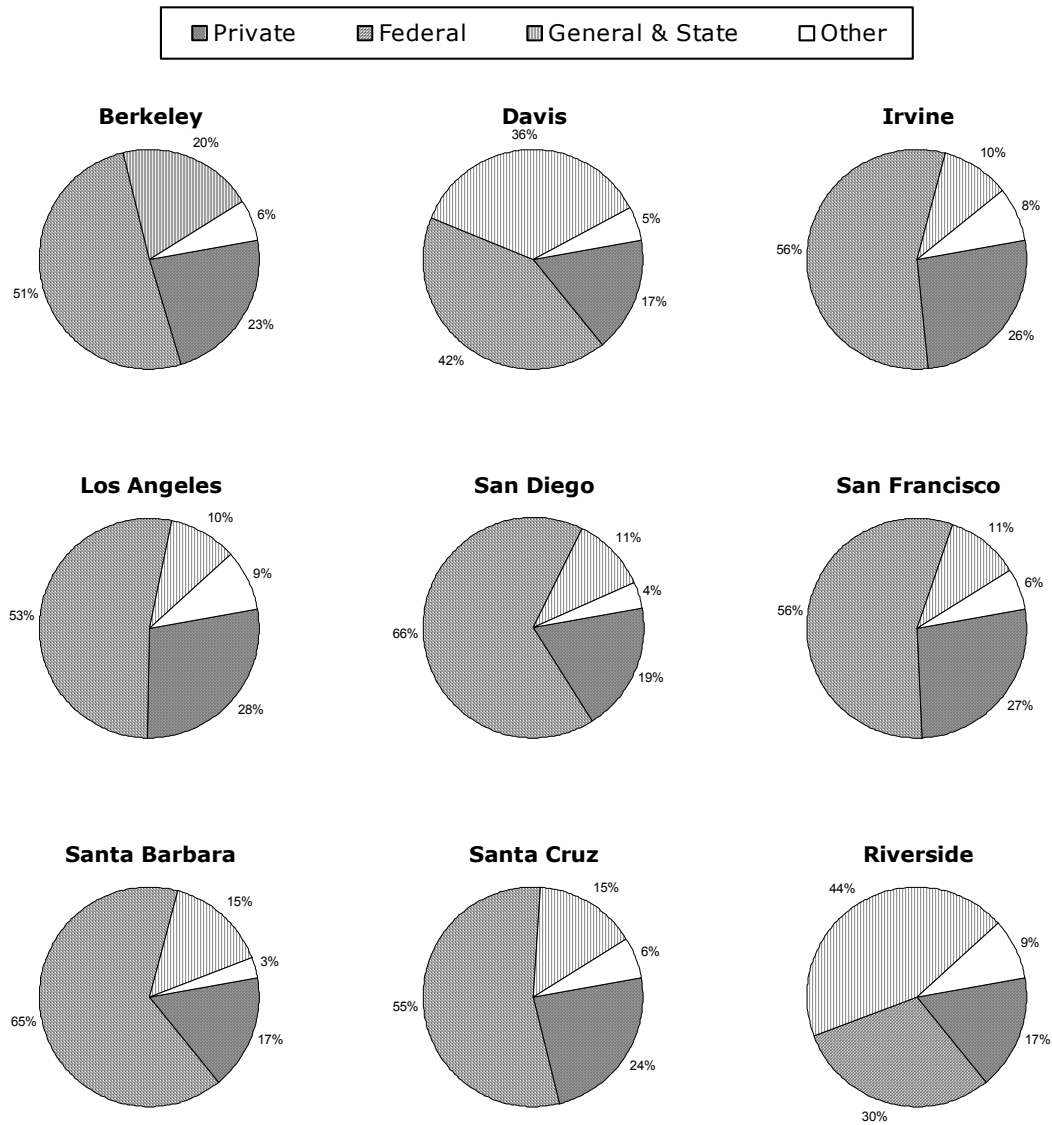 Private Federal General & State Other
Berkeley Davis Irvine
20% 36% 10%
6% 5% 8%
51% 56%
23% 17% 26%
42%
Los Angeles San Diego San Francisco
10% 11% 11%
9% 4% 6%
53% 66% 56%
28% 19% 27%
Santa Barbara Santa Cruz Riverside
15% 15% 44%
3% 6% 9%
65% 55%
17% 24% 17%
30%